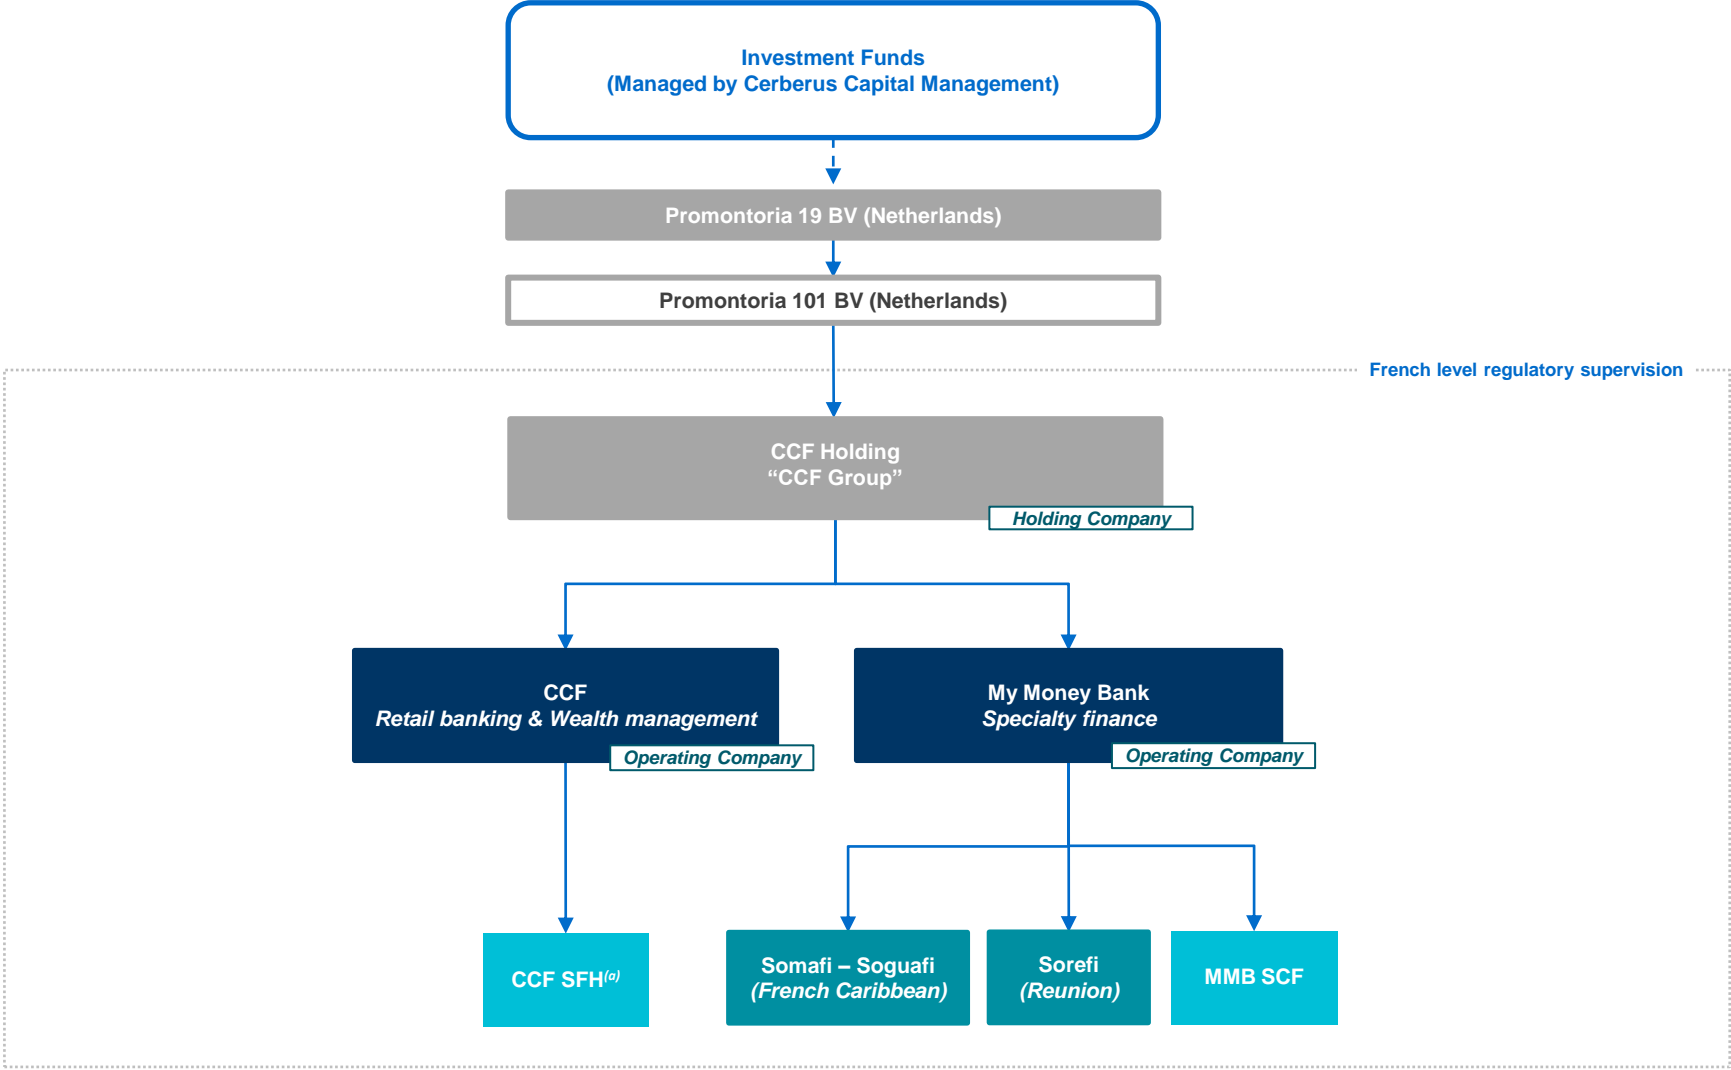 Investment Funds
(Managed by Cerberus Capital Management)
Promontoria 19 BV (Netherlands)
Promontoria 101 BV (Netherlands)
French level regulatory supervision
CCF Holding
“CCF Group”
Holding Company
CCF
Retail banking & Wealth management
Operating Company
My Money Bank
Specialty finance
Operating Company
CCF SFH(a)
Somafi – Soguafi
(French Caribbean)
Sorefi
(Reunion)
MMB SCF